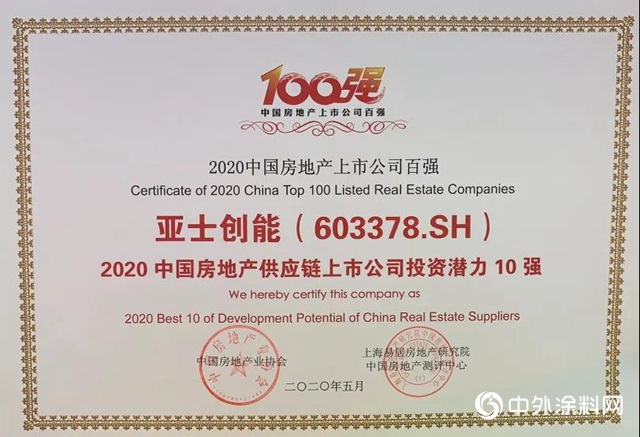 100强
中国房地产上市公司百强
2020中国房地产上市公司百强
Certificate of 2020 China Top 100 Listed Real Estate Companies
亚士创能（603378.SH）
2020 中国房地产供应链上市公司投资潜力 10 强
We hereby certify this company as
2020 Best 10 of Development Potential of China Real Estate Suppliers
中国房地产业协会
上海易居房地产研究院
中国房地产测评中心
二〇二〇年五月
中外涂料网